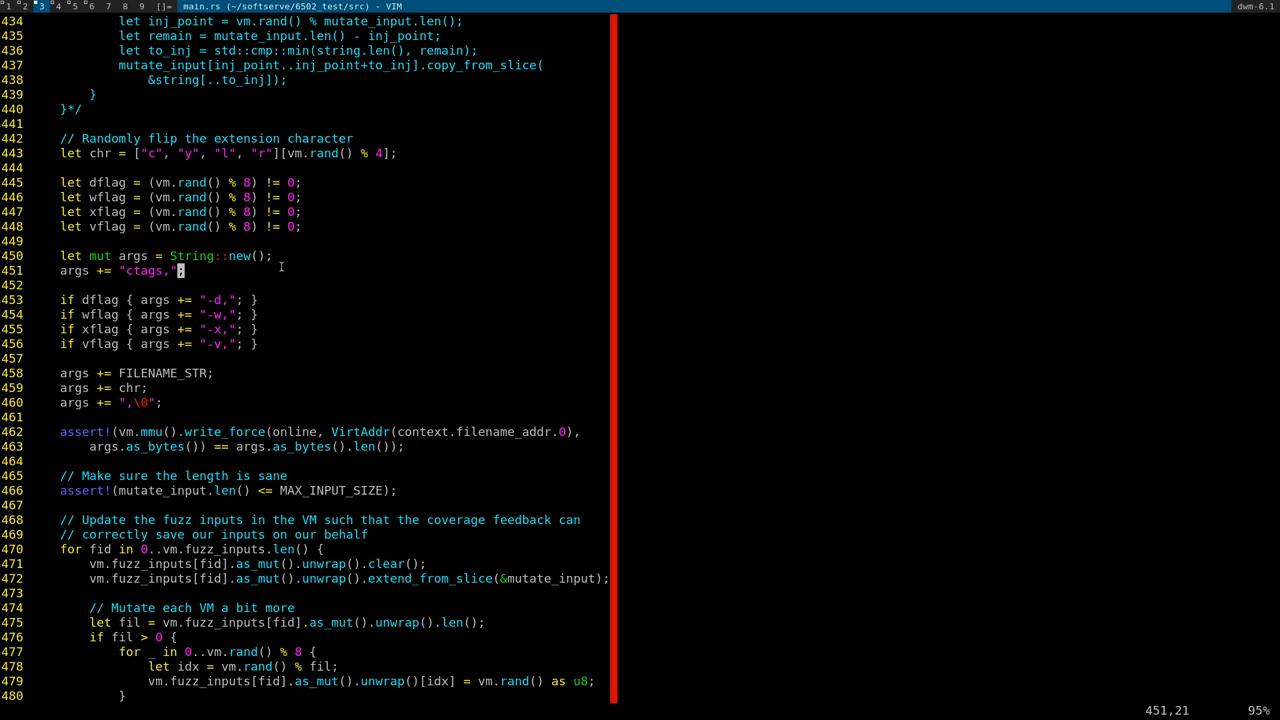 1 2 3 4 5 6 7 8 9 []= main.rs (~/softserve/6502_test/src) - VIM dwm-6.1
434 let inj_point = vm.rand() % mutate_input.len();
435 let remain = mutate_input.len() - inj_point;
436 let to_inj = std::cmp::min(string.len(), remain);
437 mutate_input[inj_point..inj_point+to_inj].copy_from_slice(
438 &string[..to_inj]);
439 }
440 }*/
441
442 // Randomly flip the extension character
443 let chr = ["c", "y", "l", "r"][vm.rand() % 4];
444
445 let dflag = (vm.rand() % 8) != 0;
446 let wflag = (vm.rand() % 8) != 0;
447 let xflag = (vm.rand() % 8) != 0;
448 let vflag = (vm.rand() % 8) != 0;
449
450 let mut args = String::new();
451 args += "ctags,";
452
453 if dflag { args += "-d,"; }
454 if wflag { args += "-w,"; }
455 if xflag { args += "-x,"; }
456 if vflag { args += "-v,"; }
457
458 args += FILENAME_STR;
459 args += chr;
460 args += ",\0";
461
462 assert!(vm.mmu().write_force(online, VirtAddr(context.filename_addr.0),
463 args.as_bytes()) == args.as_bytes().len());
464
465 // Make sure the length is sane
466 assert!(mutate_input.len() <= MAX_INPUT_SIZE);
467
468 // Update the fuzz inputs in the VM such that the coverage feedback can
469 // correctly save our inputs on our behalf
470 for fid in 0..vm.fuzz_inputs.len() {
471 vm.fuzz_inputs[fid].as_mut().unwrap().clear();
472 vm.fuzz_inputs[fid].as_mut().unwrap().extend_from_slice(&mutate_input);
473
474 // Mutate each VM a bit more
475 let fil = vm.fuzz_inputs[fid].as_mut().unwrap().len();
476 if fil > 0 {
477 for _ in 0..vm.rand() % 8 {
478 let idx = vm.rand() % fil;
479 vm.fuzz_inputs[fid].as_mut().unwrap()[idx] = vm.rand() as u8;
480 }
451,21 95%